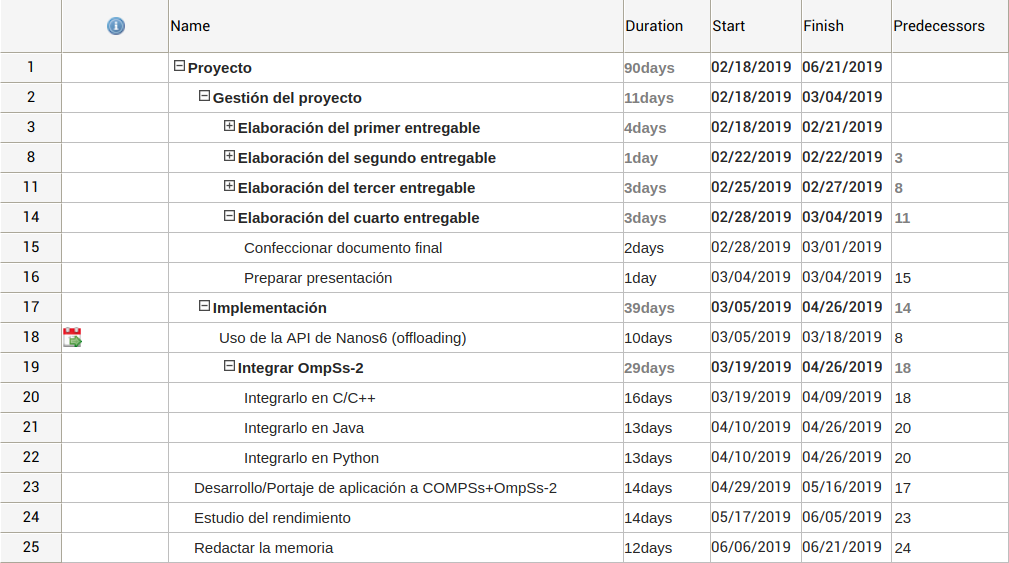 Name Duration Start Finish Predecessors
1 Proyecto 90days 02/18/2019 06/21/2019
2 Gestión del proyecto 11days 02/18/2019 03/04/2019
3 Elaboración del primer entregable 4days 02/18/2019 02/21/2019
8 Elaboración del segundo entregable 1day 02/22/2019 02/22/2019 3
11 Elaboración del tercer entregable 3days 02/25/2019 02/27/2019 8
14 Elaboración del cuarto entregable 3days 02/28/2019 03/04/2019 11
15 Confeccionar documento final 2days 02/28/2019 03/01/2019
16 Preparar presentación 1day 03/04/2019 03/04/2019 15
17 Implementación 39days 03/05/2019 04/26/2019 14
18 Uso de la API de Nanos6 (offloading) 10days 03/05/2019 03/18/2019 8
19 Integrar OmpSs-2 29days 03/19/2019 04/26/2019 18
20 Integrarlo en C/C++ 16days 03/19/2019 04/09/2019 18
21 Integrarlo en Java 13days 04/10/2019 04/26/2019 20
22 Integrarlo en Python 13days 04/10/2019 04/26/2019 20
23 Desarrollo/Portaje de aplicación a COMPSs+OmpSs-2 14days 04/29/2019 05/16/2019 17
24 Estudio del rendimiento 14days 05/17/2019 06/05/2019 23
25 Redactar la memoria 12days 06/06/2019 06/21/2019 24